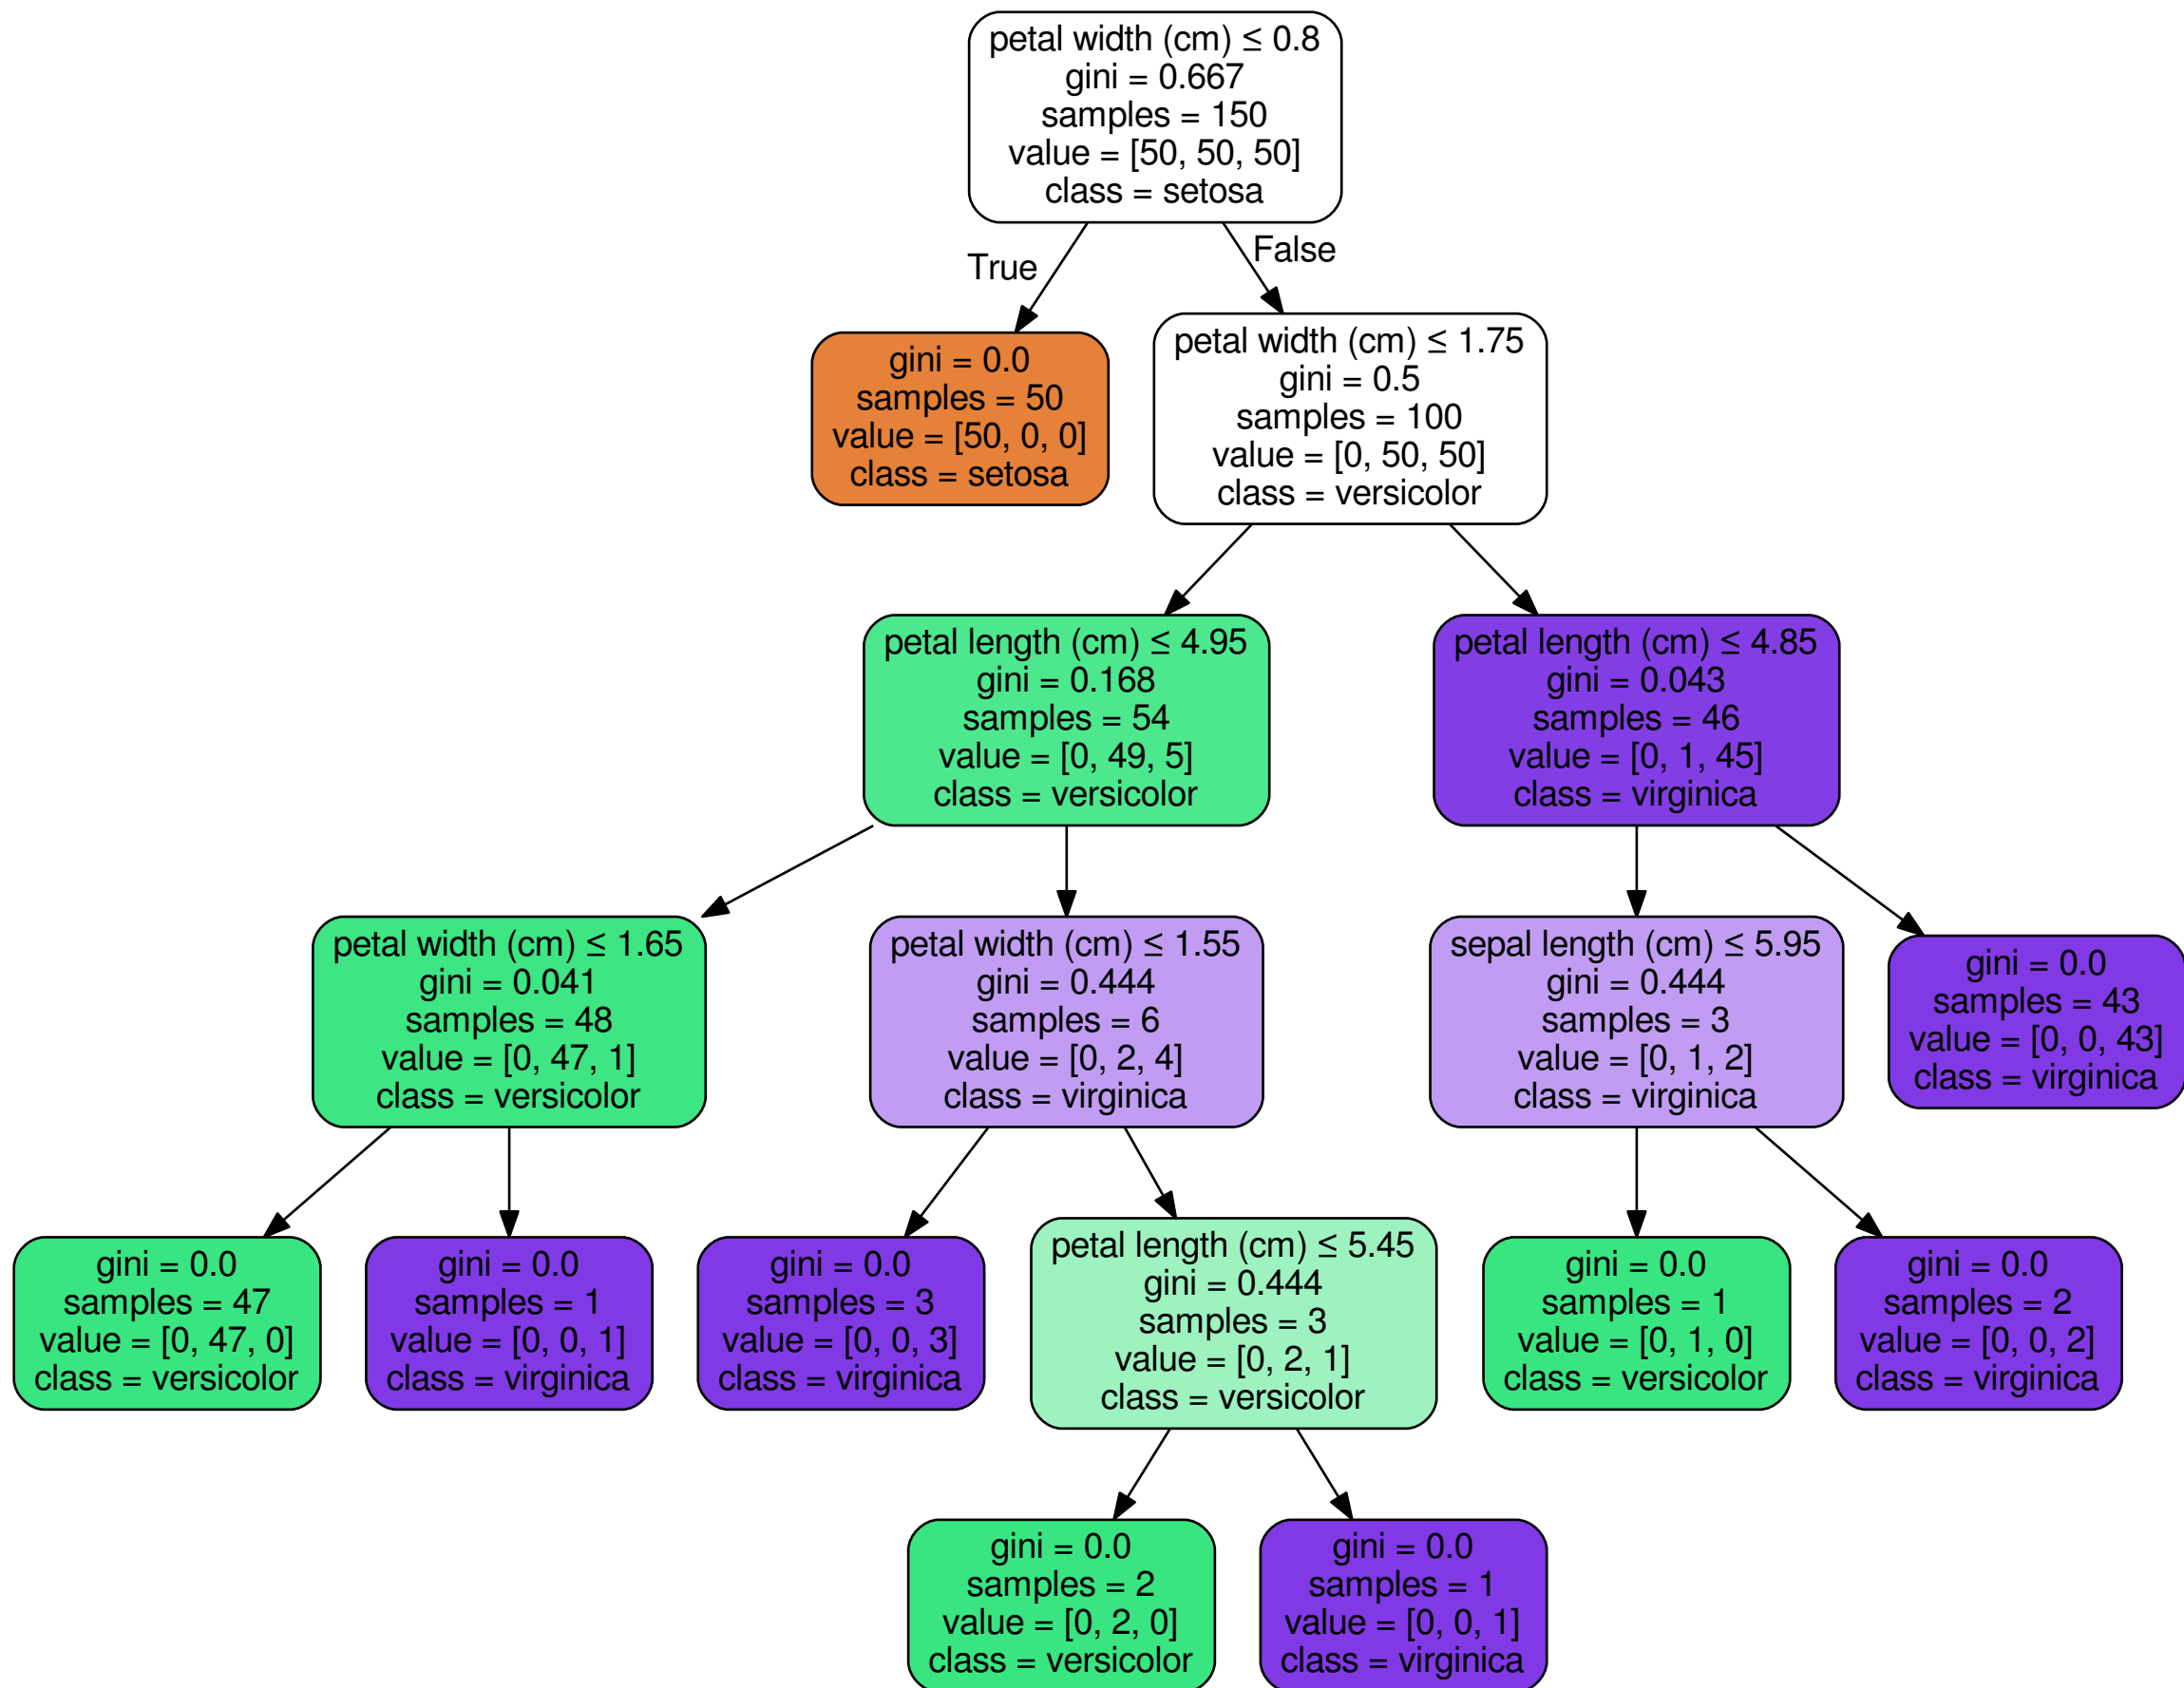 petal width (cm) ≤ 0.8
gini = 0.667
samples = 150
value = [50, 50, 50]
class = setosa
True
False
gini = 0.0
samples = 50
value = [50, 0, 0]
class = setosa
petal width (cm) ≤ 1.75
gini = 0.5
samples = 100
value = [0, 50, 50]
class = versicolor
petal length (cm) ≤ 4.95
gini = 0.168
samples = 54
value = [0, 49, 5]
class = versicolor
petal length (cm) ≤ 4.85
gini = 0.043
samples = 46
value = [0, 1, 45]
class = virginica
petal width (cm) ≤ 1.65
gini = 0.041
samples = 48
value = [0, 47, 1]
class = versicolor
petal width (cm) ≤ 1.55
gini = 0.444
samples = 6
value = [0, 2, 4]
class = virginica
sepal length (cm) ≤ 5.95
gini = 0.444
samples = 3
value = [0, 1, 2]
class = virginica
gini = 0.0
samples = 43
value = [0, 0, 43]
class = virginica
gini = 0.0
samples = 47
value = [0, 47, 0]
class = versicolor
gini = 0.0
samples = 1
value = [0, 0, 1]
class = virginica
gini = 0.0
samples = 3
value = [0, 0, 3]
class = virginica
petal length (cm) ≤ 5.45
gini = 0.444
samples = 3
value = [0, 2, 1]
class = versicolor
gini = 0.0
samples = 1
value = [0, 1, 0]
class = versicolor
gini = 0.0
samples = 2
value = [0, 0, 2]
class = virginica
gini = 0.0
samples = 2
value = [0, 2, 0]
class = versicolor
gini = 0.0
samples = 1
value = [0, 0, 1]
class = virginica